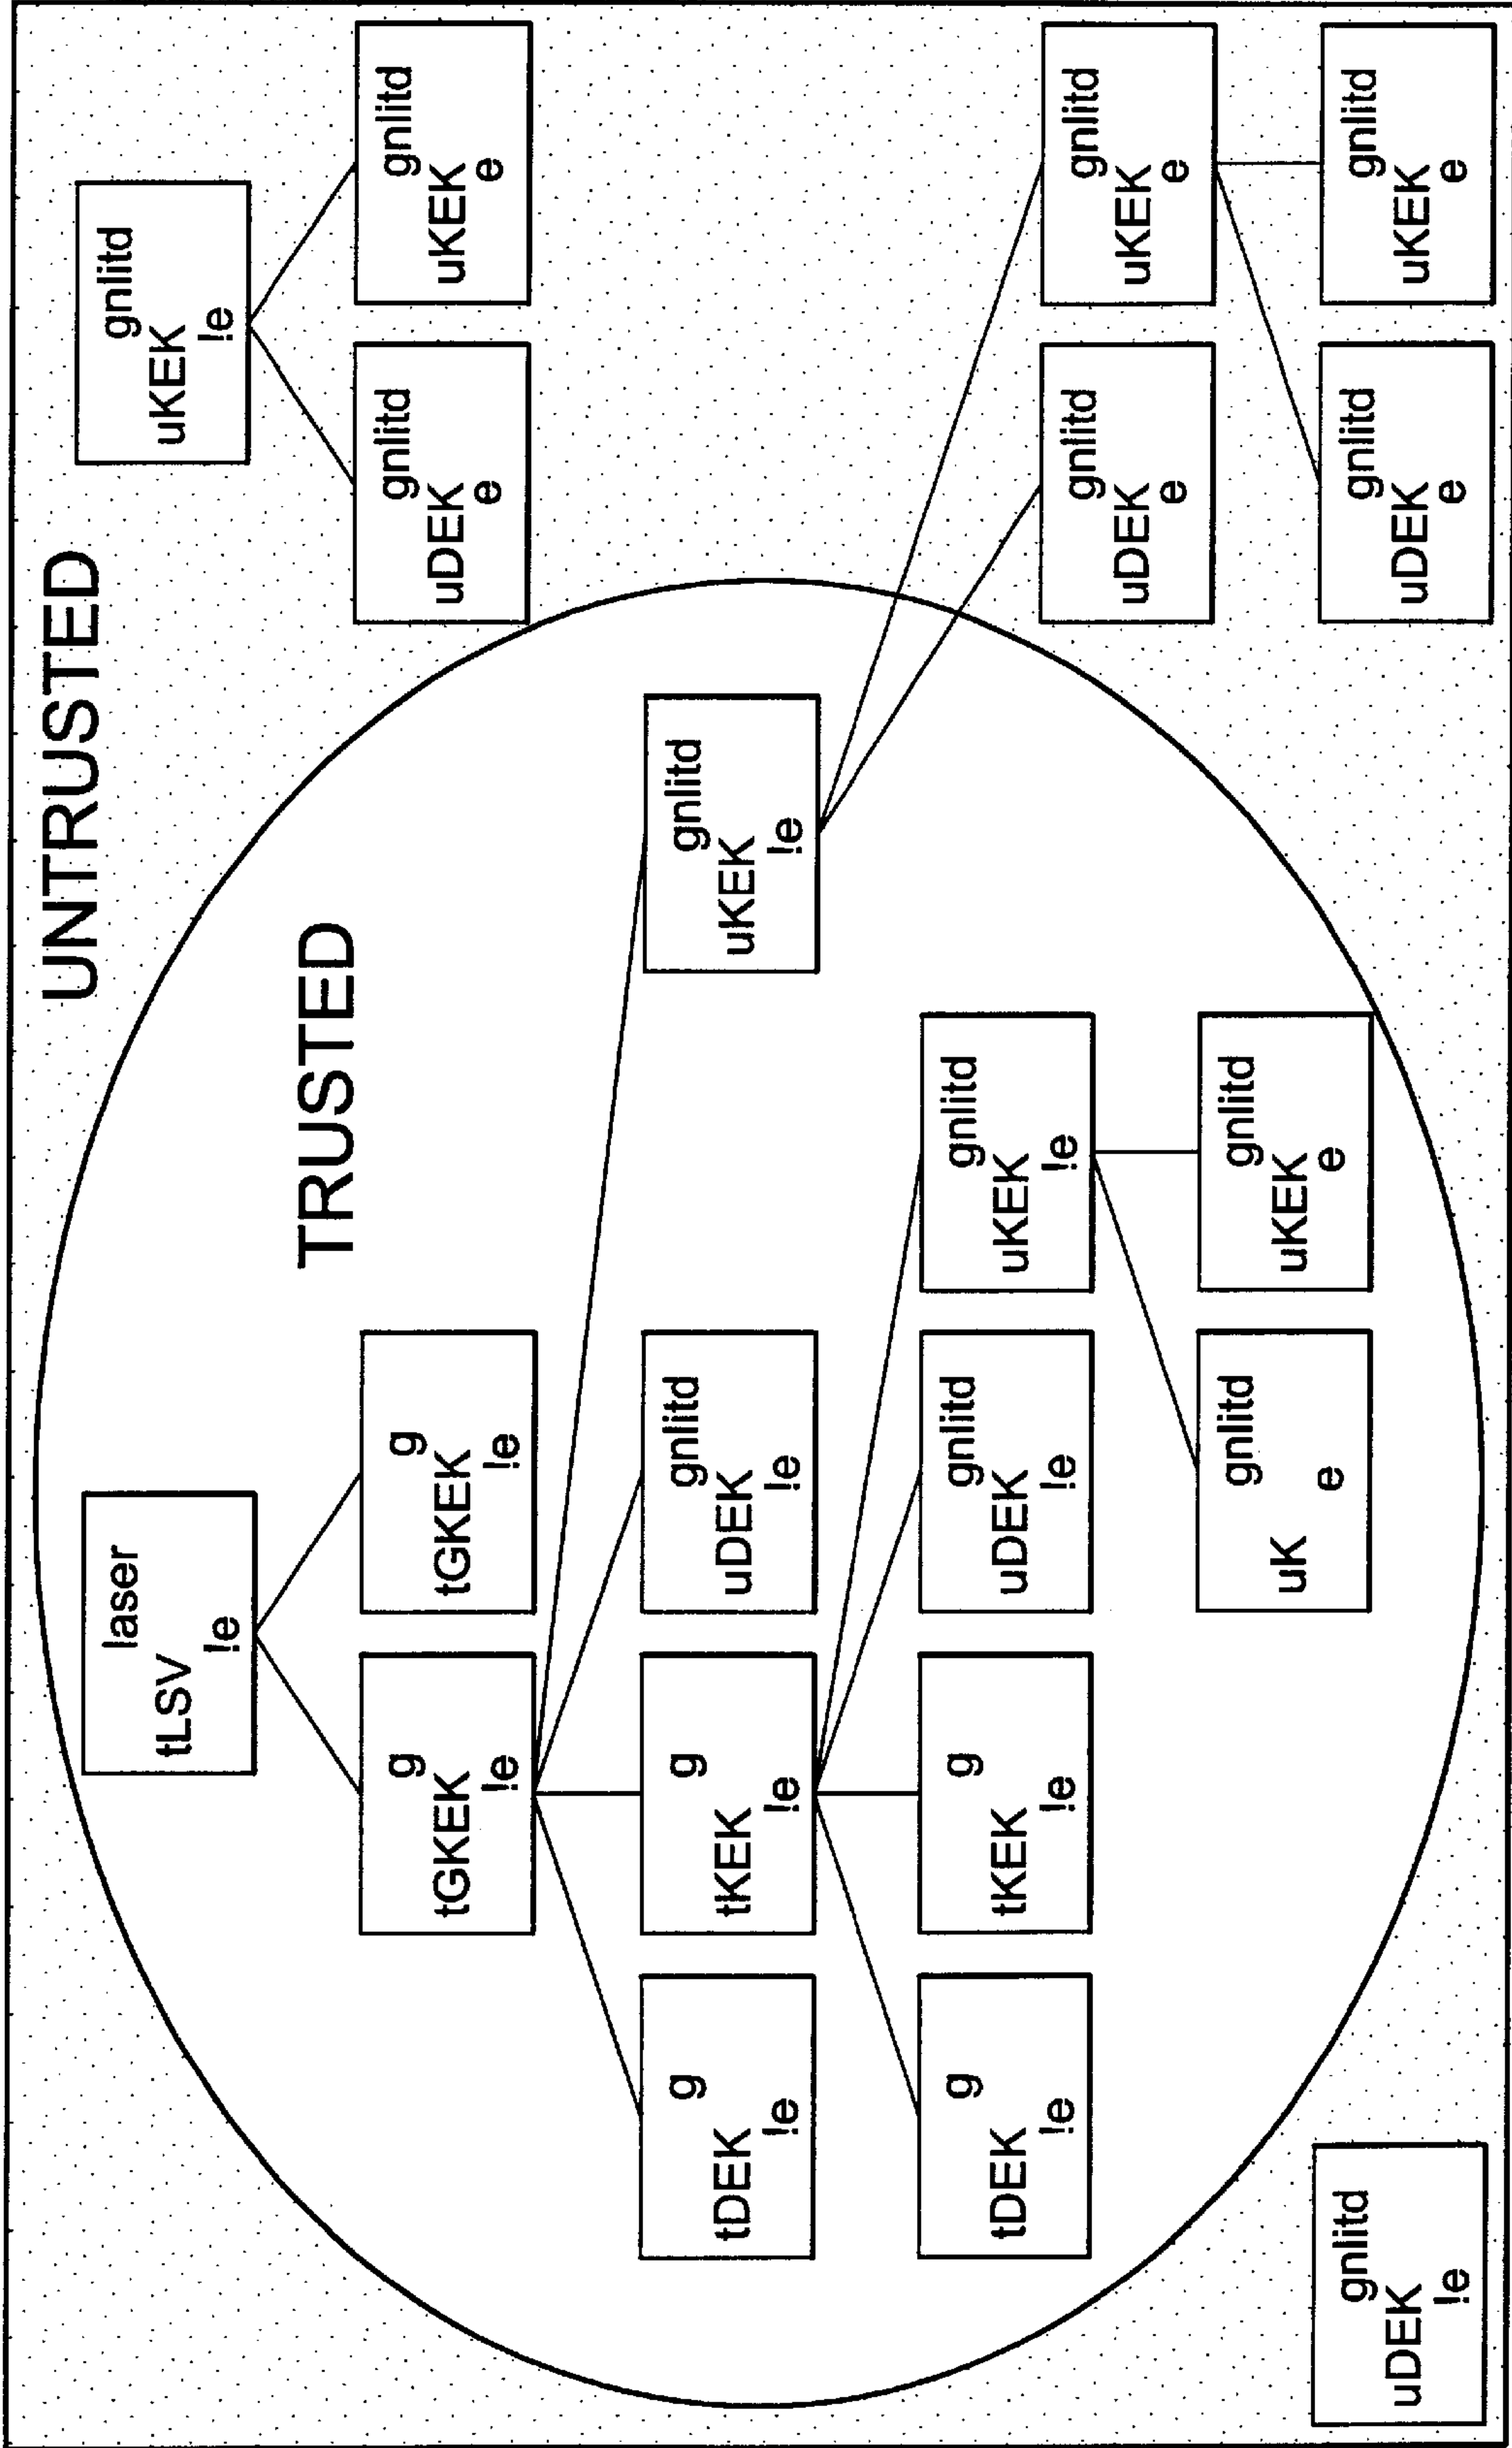 UNTRUSTED
laser
tLSV
!e
gnlitd
uKEK
!e
TRUSTED
g
tGKEK
!e
g
tGKEK
!e
gnlitd
uDEK
e
gnlitd
uKEK
e
g
tDEK
!e
g
tKEK
!e
gnlitd
uDEK
!e
gnlitd
uKEK
!e
g
tDEK
!e
g
tKEK
!e
gnlitd
uDEK
!e
gnlitd
uKEK
!e
gnlitd
uDEK
e
gnlitd
uKEK
e
gnlitd
uK e
gnlitd
uKEK
e
gnlitd
uDEK
!e
gnlitd
uDEK
e
gnlitd
uKEK
e